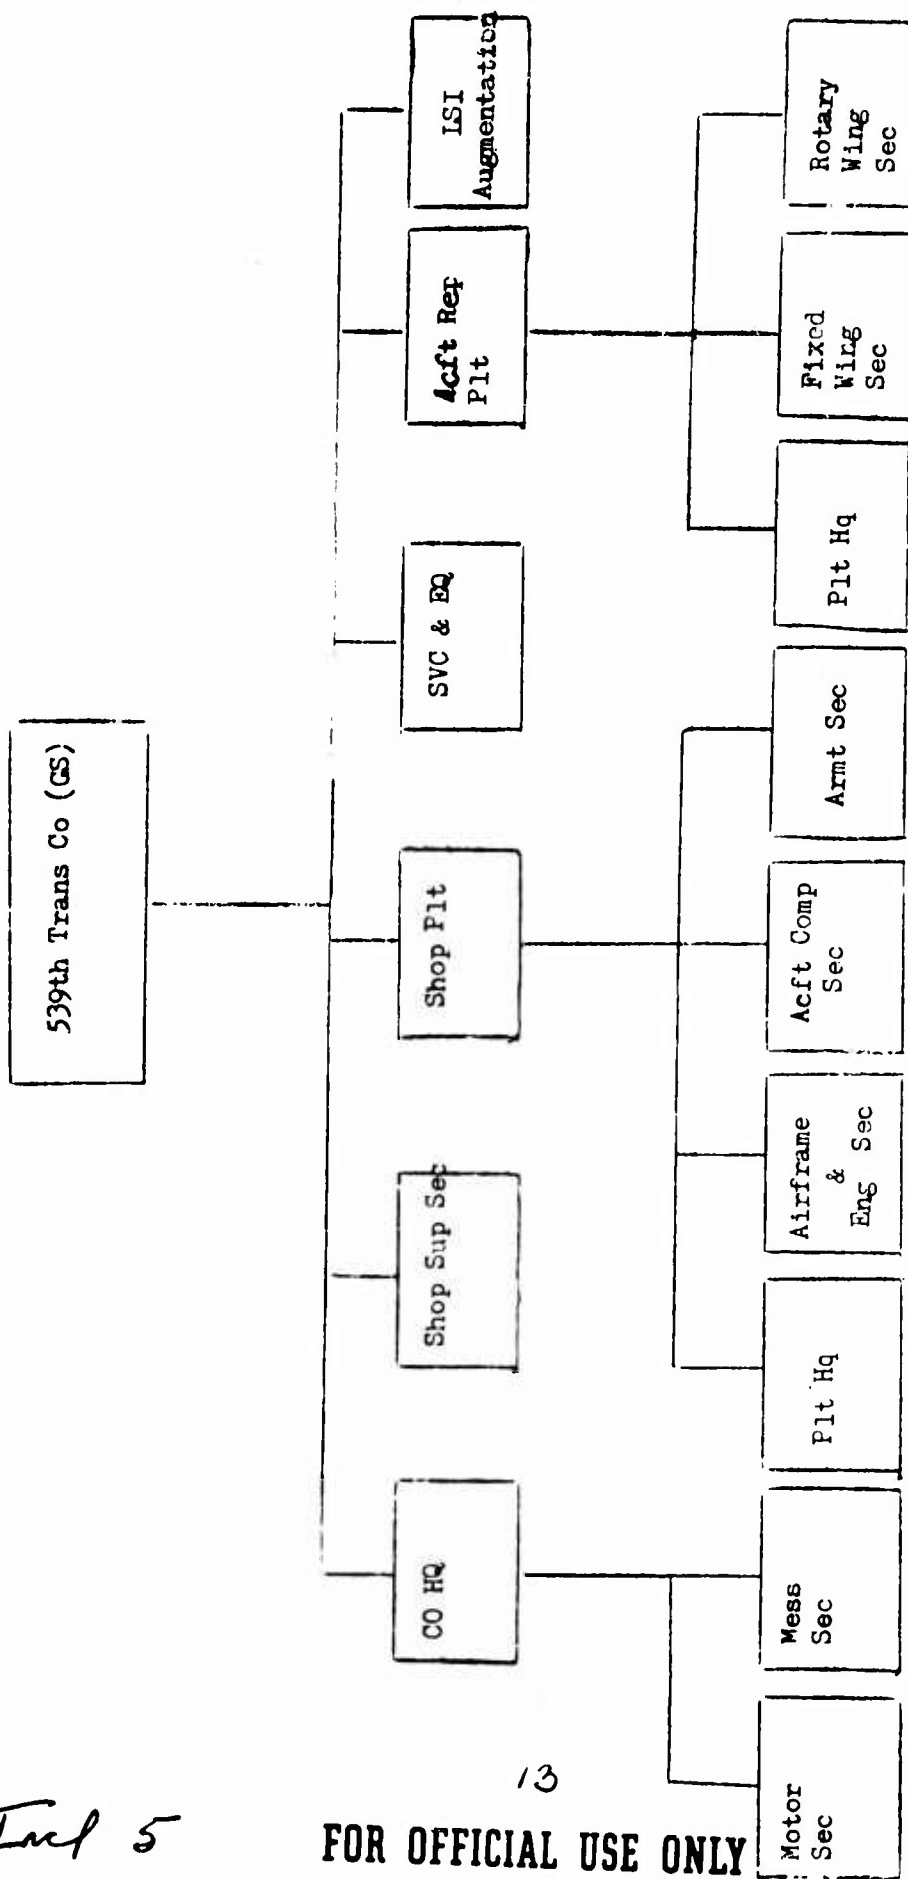 539th Trans Co (GS)
CO HQ
Shop Sup Sec
Shop Plt
SVC & EQ
Acft Rep
Plt
LSI
Augmentation
Motor
Sec
Mess
Sec
Plt Hq
Airframe
&
Eng Sec
Acft Comp
Sec
Armt Sec
Plt Hq
Fixed
Wing
Sec
Rotary
Wing
Sec
Incl 5
13
FOR OFFICIAL USE ONLY